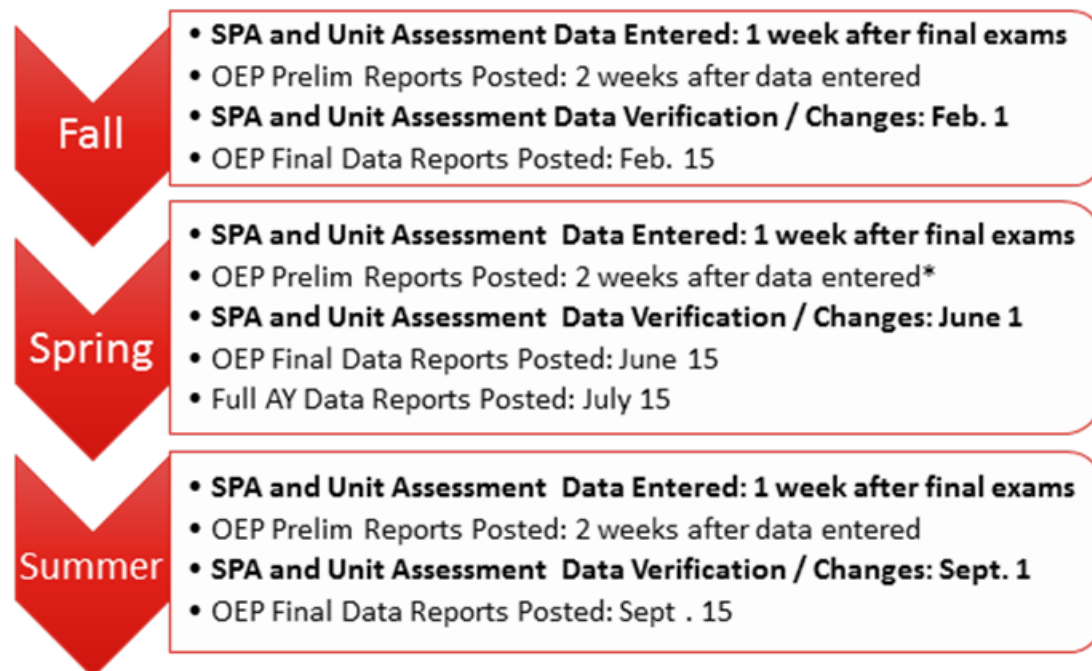 Fall
• SPA and Unit Assessment Data Entered: 1 week after final exams
• OEP Prelim Reports Posted: 2 weeks after data entered
• SPA and Unit Assessment Data Verification / Changes: Feb. 1
• OEP Final Data Reports Posted: Feb. 15
Spring
• SPA and Unit Assessment  Data Entered: 1 week after final exams
• OEP Prelim Reports Posted: 2 weeks after data entered*
• SPA and Unit Assessment  Data Verification / Changes: June 1
• OEP Final Data Reports Posted: June 15
• Full AY Data Reports Posted: July 15
Summer
• SPA and Unit Assessment  Data Entered: 1 week after final exams
• OEP Prelim Reports Posted: 2 weeks after data entered
• SPA and Unit Assessment  Data Verification / Changes: Sept. 1
• OEP Final Data Reports Posted: Sept . 15